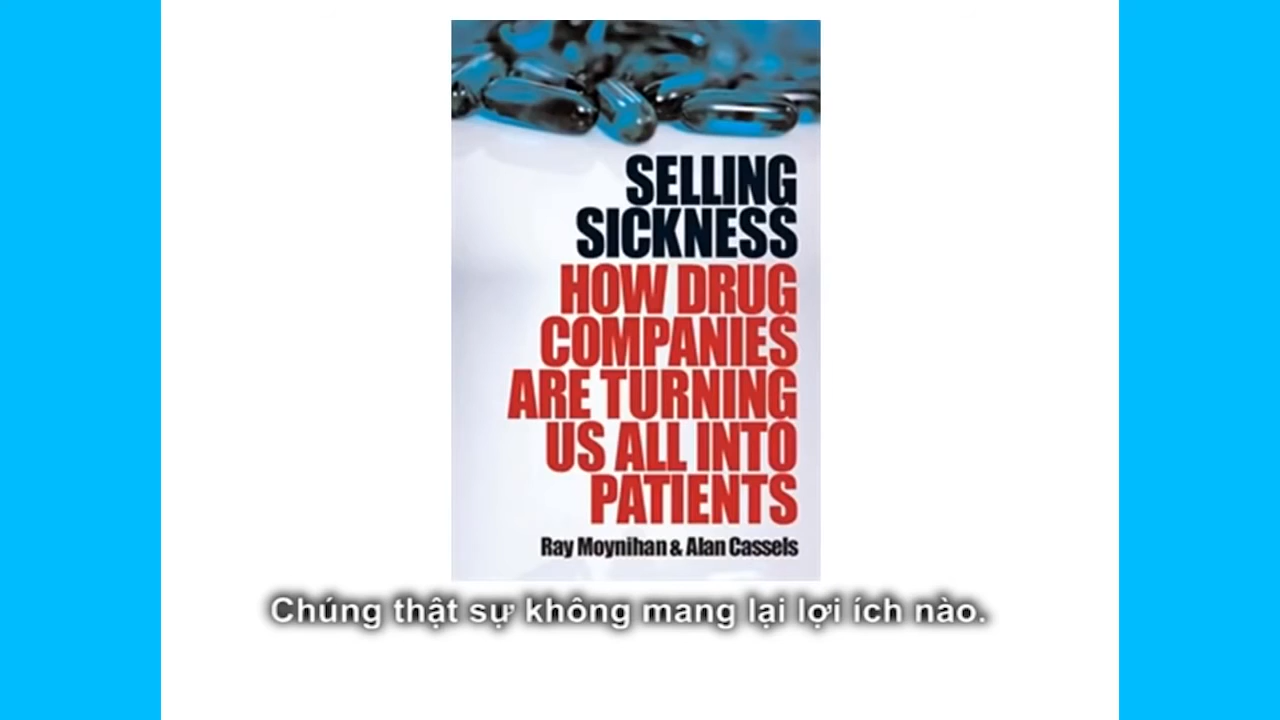 SELLING
SICKNESS
HOW DRUG
COMPANIES
ARE TURNING
US ALL INTO
PATIENTS
Ray Moynihan & Alan Cassels
Chúng thật sự không mang lại lợi ích nào.